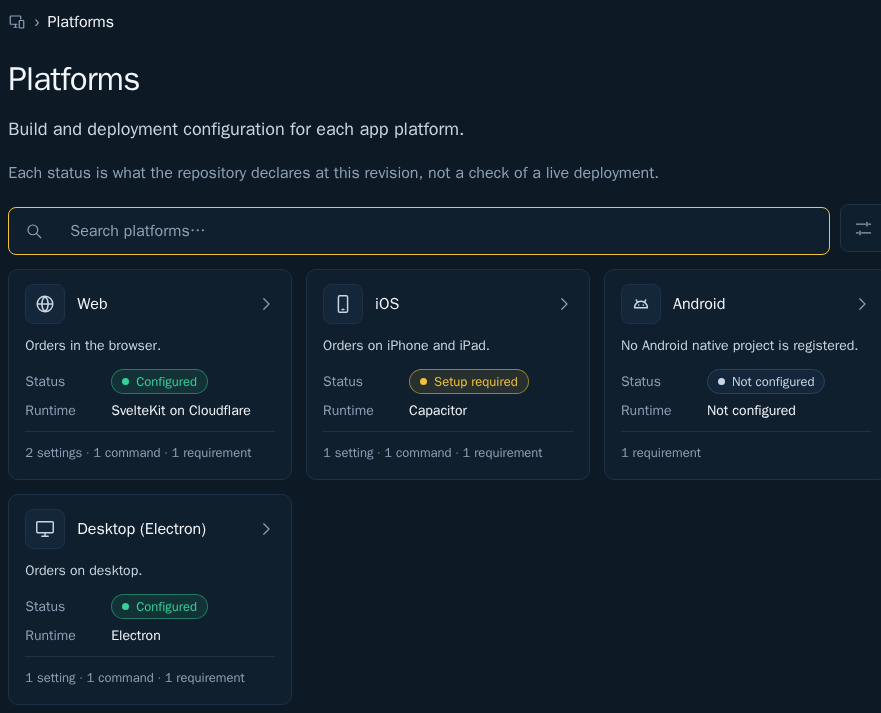 › Platforms
Platforms
Build and deployment configuration for each app platform.
Each status is what the repository declares at this revision, not a check of a live deployment.
Search platforms···
Web
Orders in the browser.
Status Configured
Runtime SvelteKit on Cloudflare
2 settings · 1 command · 1 requirement
iOS
Orders on iPhone and iPad.
Status Setup required
Runtime Capacitor
1 setting · 1 command · 1 requirement
Android
No Android native project is registered.
Status Not configured
Runtime Not configured
1 requirement
Desktop (Electron)
Orders on desktop.
Status Configured
Runtime Electron
1 setting · 1 command · 1 requirement